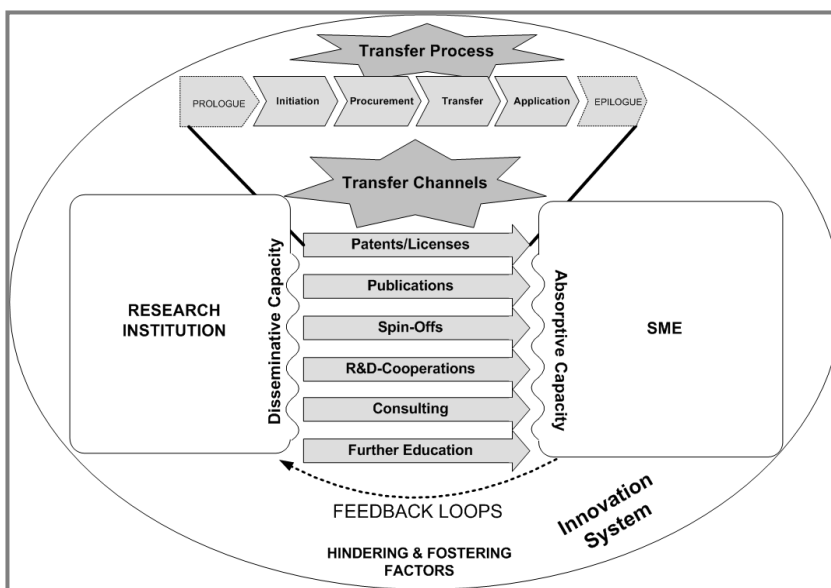 Transfer Process
PROLOGUE
Initiation
Procurement
Transfer
Application
EPILOGUE
Transfer Channels
RESEARCH
INSTITUTION
Disseminative Capacity
Patents/Licenses
Publications
Spin-Offs
R&D-Cooperations
Consulting
Further Education
Absorptive Capacity
SME
FEEDBACK LOOPS
Innovation
System
HINDERING & FOSTERING
FACTORS